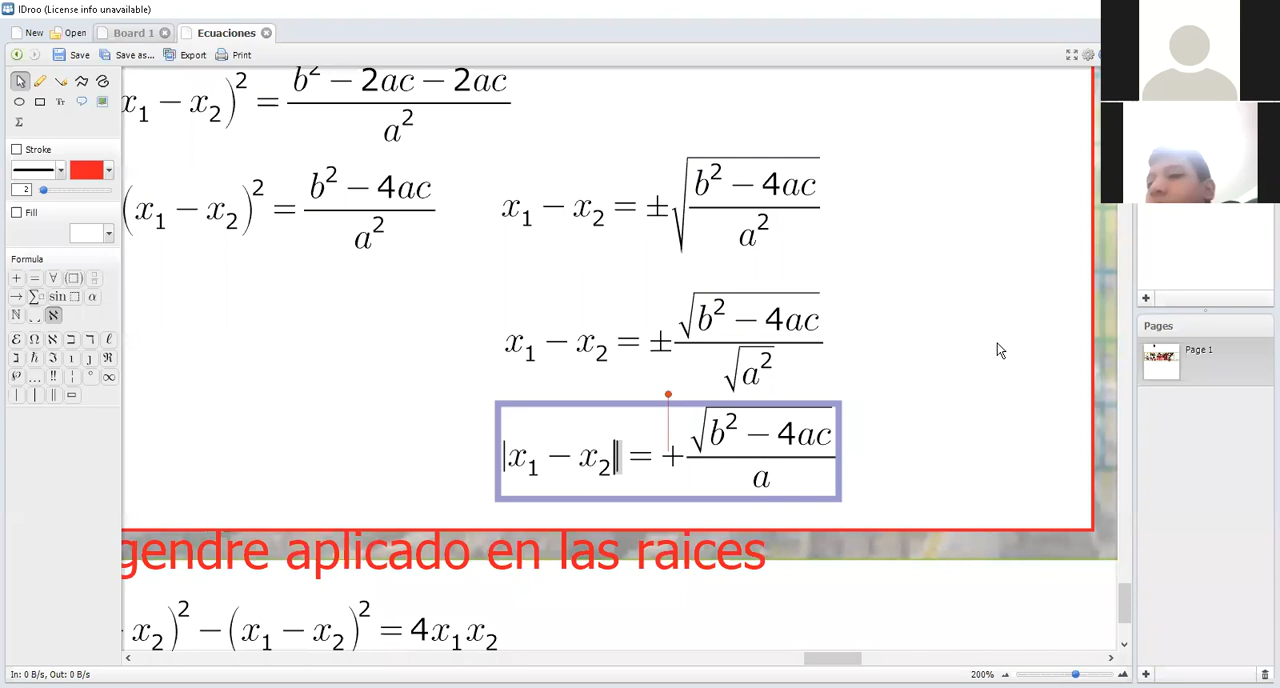 IDroo (License info unavailable)
New Open Board 1 Ecuaciones
Save Save as... Export Print
Stroke
2
Fill
Formula
x₁ − x₂)² = (b² − 2ac − 2ac)/a²
(x₁ − x₂)² = (b² − 4ac)/a²
x₁ − x₂ = ±√((b² − 4ac)/a²)
x₁ − x₂ = ± √(b² − 4ac)/√(a²)
|x₁ − x₂| = + √(b² − 4ac)/a
gendre aplicado en las raices
x₂)² − (x₁ − x₂)² = 4x₁x₂
Pages
Page 1
In: 0 B/s, Out: 0 B/s
200%